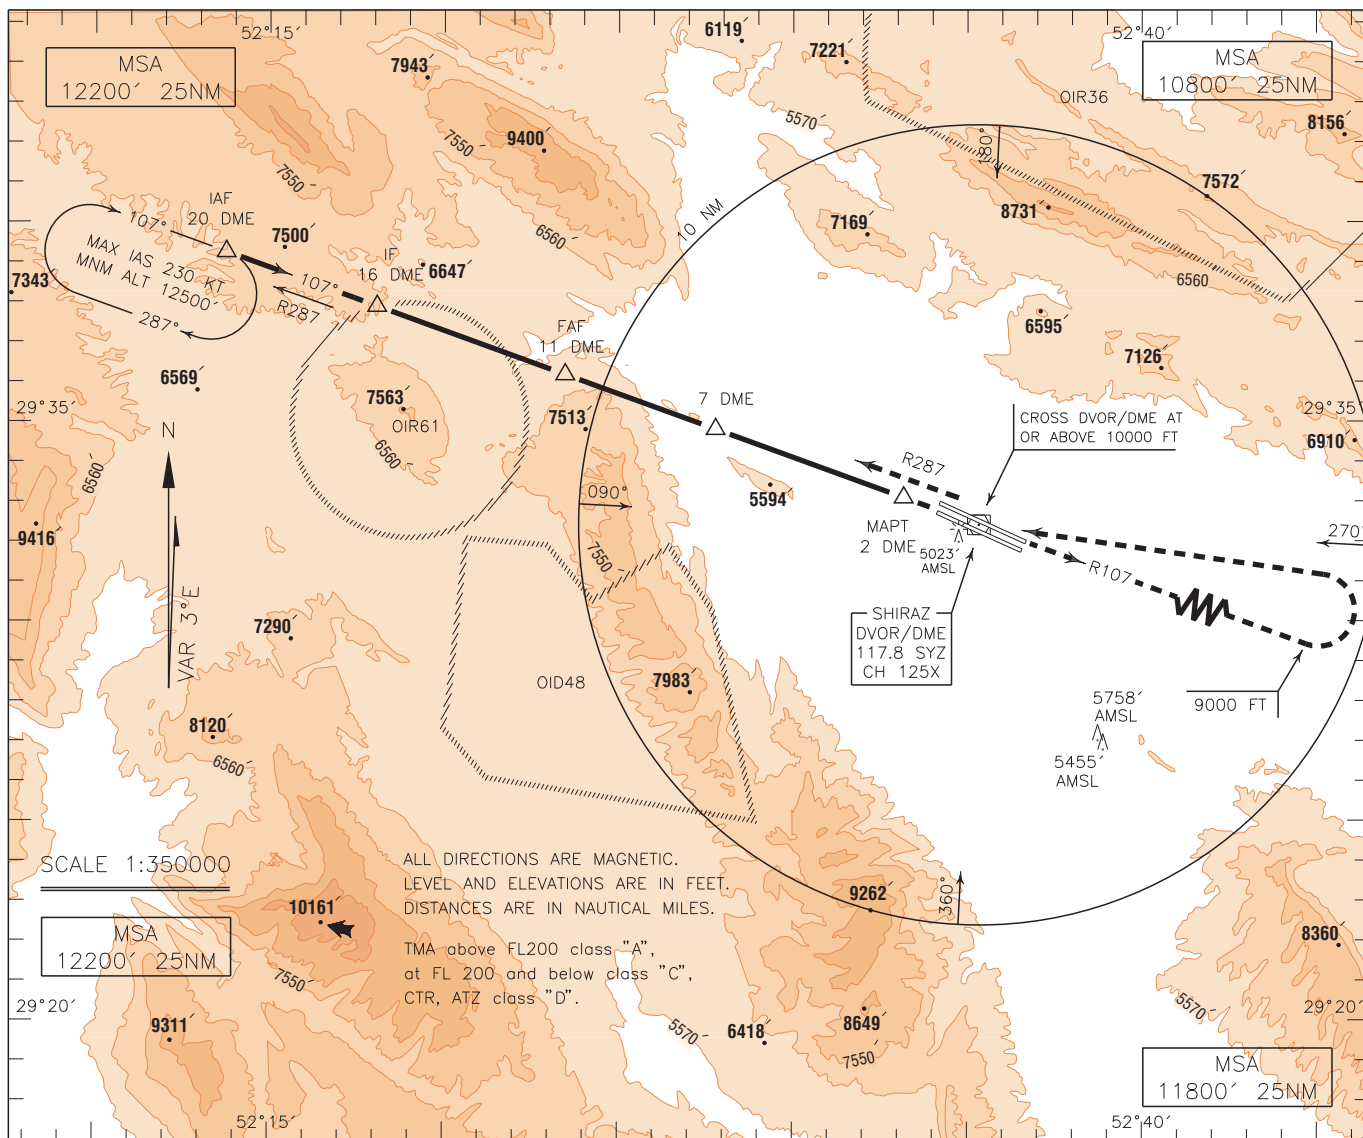 52°15′
6119′
52°40′
MSA
12200′ 25NM
7943′
7221′
MSA
10800′ 25NM
OIR36
5570
8156′
7550
9400′
180°
7550
7572′
IAF
20 DME
107°
7500′
10 NM
7169′
8731′
6560
MAX IAS 230 KT
MNM ALT 12500′
IF
16 DME
6647′
107°
R287
7343′
6560
287°
6595′
FAF
11 DME
7126′
6569′
7563′
OIR61
6560
7 DME
29°35′
7513′
CROSS DVOR/DME AT
OR ABOVE 10000 FT
29°35′
6910′
N
6560
R287
090°
5594′
9416′
MAPT
2 DME
5023′
AMSL
270°
R107
7550
VAR 3°E
SHIRAZ
DVOR/DME
117.8 SYZ
CH 125X
7290′
OID48
7983′
5758′
AMSL
9000 FT
8120′
6560
5455′
AMSL
SCALE 1:350000
ALL DIRECTIONS ARE MAGNETIC.
LEVEL AND ELEVATIONS ARE IN FEET.
DISTANCES ARE IN NAUTICAL MILES.
9262′
360°
10161′
MSA
12200′ 25NM
8360′
TMA above FL200 class "A",
at FL 200 and below class "C",
CTR, ATZ class "D".
7550
29°20′
9311′
5570
6418′
8649′
7550
5570
29°20′
MSA
11800′ 25NM
52°15′
52°40′